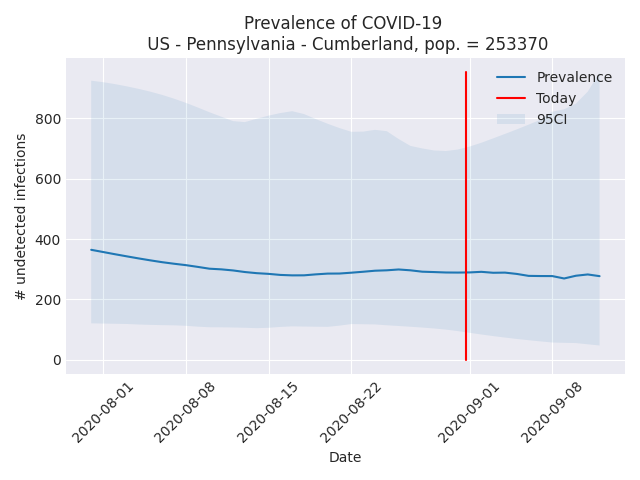 Prevalence of COVID-19
US - Pennsylvania - Cumberland, pop. = 253370
Prevalence
Today
95CI
# undetected infections
800
600
400
200
0
2020-08-01
2020-08-08
2020-08-15
2020-08-22
2020-09-01
2020-09-08
Date